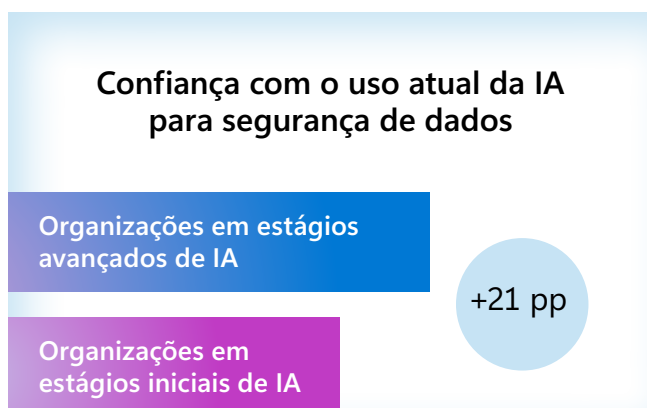 Confiança com o uso atual da IA
para segurança de dados
Organizações em estágios
avançados de IA
+21 pp
Organizações em
estágios iniciais de IA